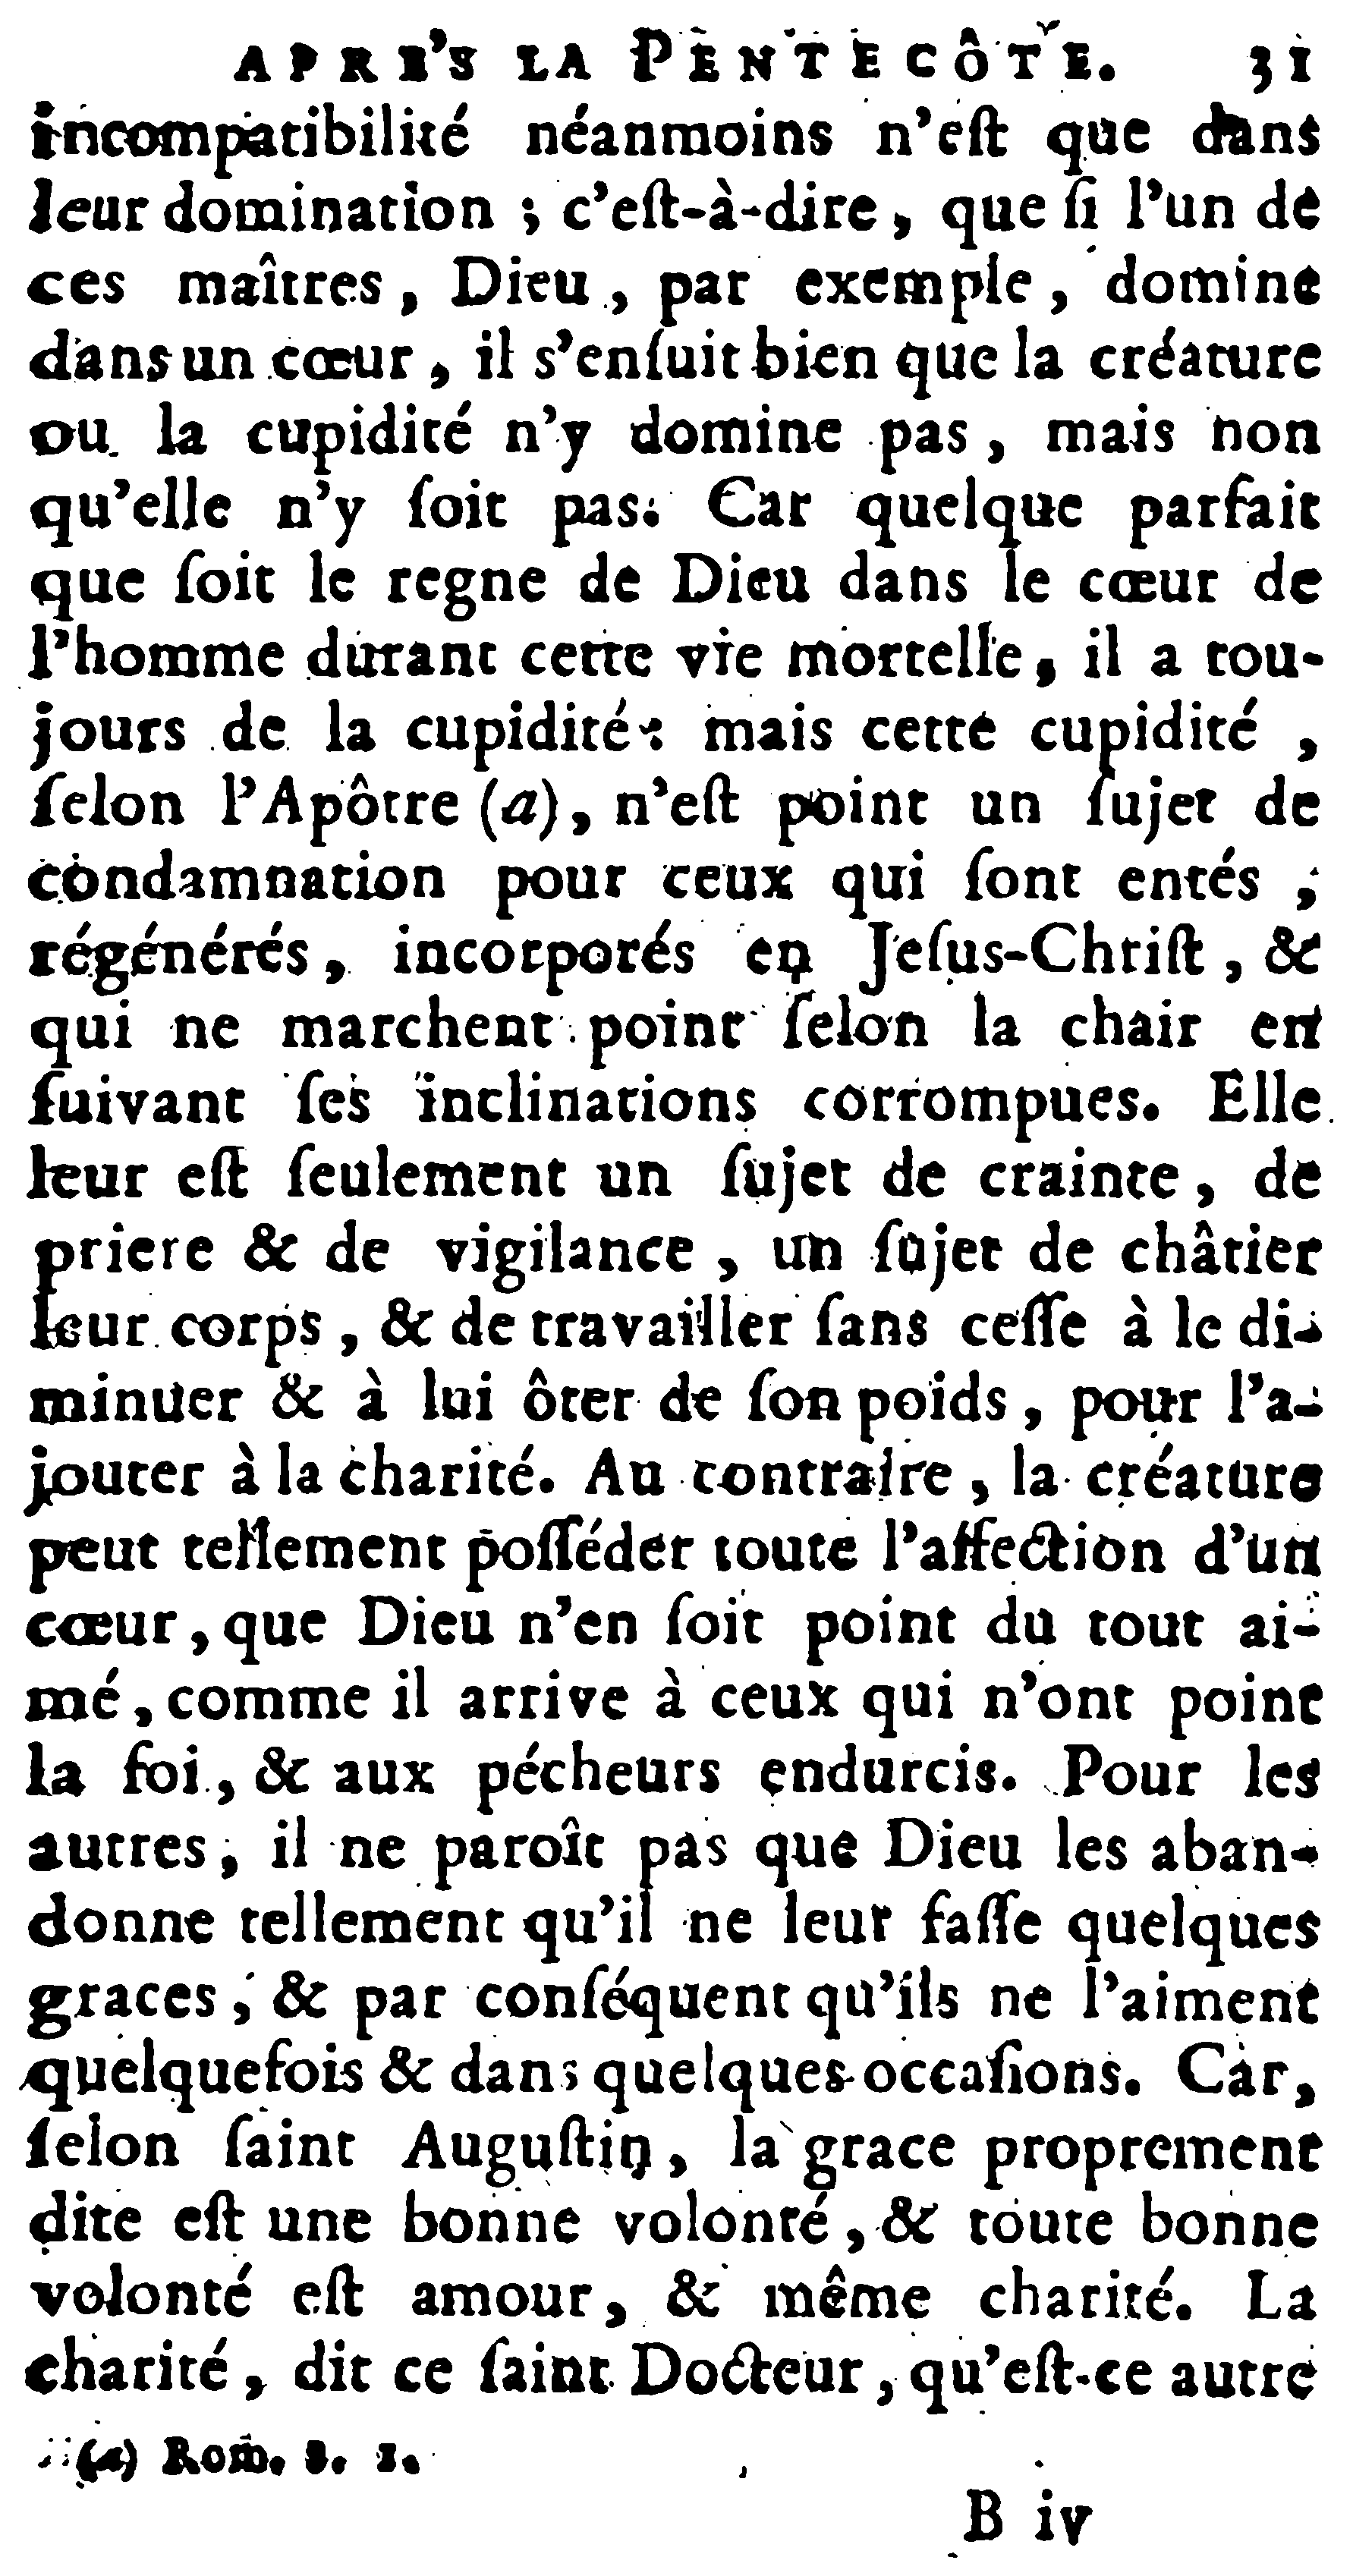 APRE'S LA PENTECÔTE. 31
incompatibilité néanmoins n'eſt que dans
leur domination ; c'eſt-à-dire, que ſi l'un de
ces maîtres, Dieu, par exemple, domine
dans un cœur, il s'enſuit bien que la créature
ou la cupidité n'y domine pas, mais non
qu'elle n'y ſoit pas. Car quelque parfait
que ſoit le regne de Dieu dans le cœur de
l'homme durant cette vie mortelle, il a tou-
jours de la cupidité : mais cette cupidité,
ſelon l'Apôtre (a), n'eſt point un ſujet de
condamnation pour ceux qui ſont entés,
régénérés, incorporés en Jeſus-Chriſt, &
qui ne marchent point ſelon la chair en
ſuivant ſes inclinations corrompues. Elle
leur eſt ſeulement un ſujet de crainte, de
priere & de vigilance, un ſujet de châtier
leur corps, & de travailler ſans ceſſe à le di-
minuer & à lui ôter de ſon poids, pour l'a-
jouter à la charité. Au contraire, la créature
peut tellement poſſéder toute l'affection d'un
cœur, que Dieu n'en ſoit point du tout ai-
mé, comme il arrive à ceux qui n'ont point
la foi, & aux pécheurs endurcis. Pour les
autres, il ne paroît pas que Dieu les aban-
donne tellement qu'il ne leur faſſe quelques
graces, & par conſéquent qu'ils ne l'aiment
quelquefois & dans quelques occaſions. Car,
ſelon ſaint Auguſtin, la grace proprement
dite eſt une bonne volonté, & toute bonne
volonté eſt amour, & même charité. La
charité, dit ce ſaint Docteur, qu'eſt-ce autre
(a) Rom. 8. 1.
B iv